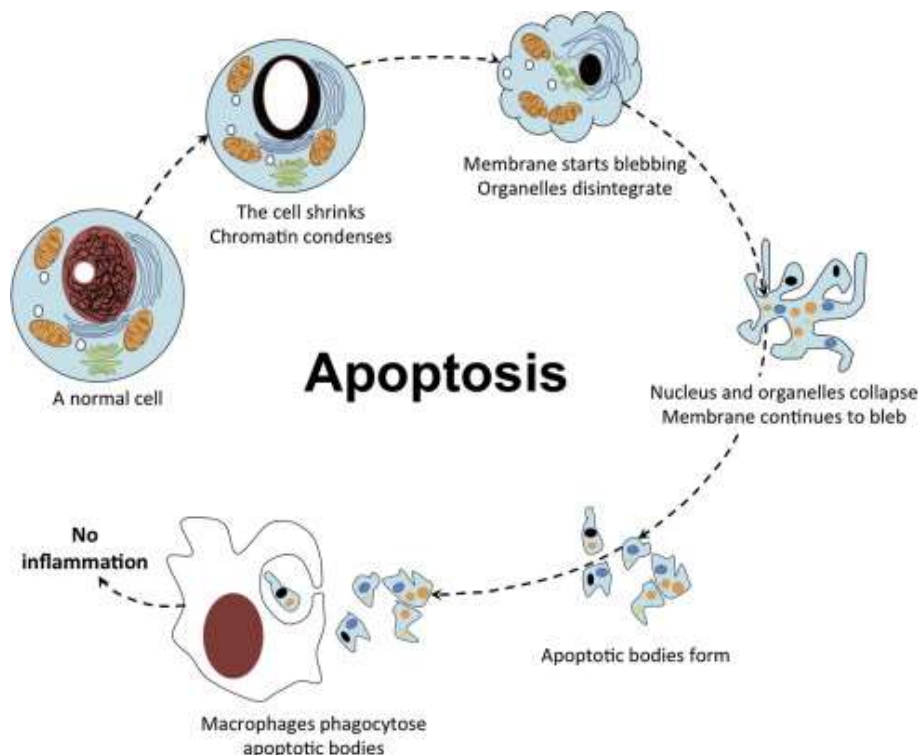 Membrane starts blebbing
Organelles disintegrate
The cell shrinks
Chromatin condenses
A normal cell
Apoptosis
Nucleus and organelles collapse
Membrane continues to bleb
No
inflammation
Apoptotic bodies form
Macrophages phagocytose
apoptotic bodies